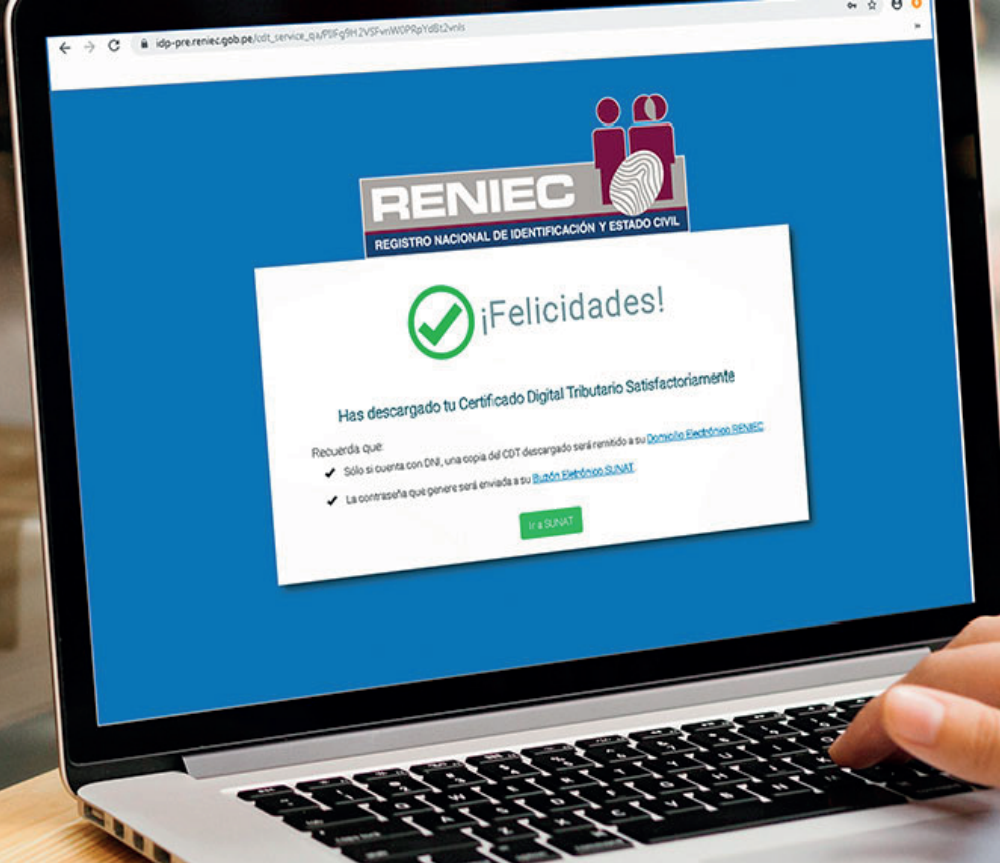 idp-pre.reniec.gob.pe/cdt_service_qa/
RENIEC
REGISTRO NACIONAL DE IDENTIFICACIÓN Y ESTADO CIVIL
¡Felicidades!
Has descargado tu Certificado Digital Tributario Satisfactoriamente
Recuerda que:
Sólo si cuenta con DNI, una copia del CDT descargado será remitido a su Domicilio Electrónico RENIEC
La contraseña que genere será enviada a su Buzón Eletrónico SUNAT.
Ir a SUNAT